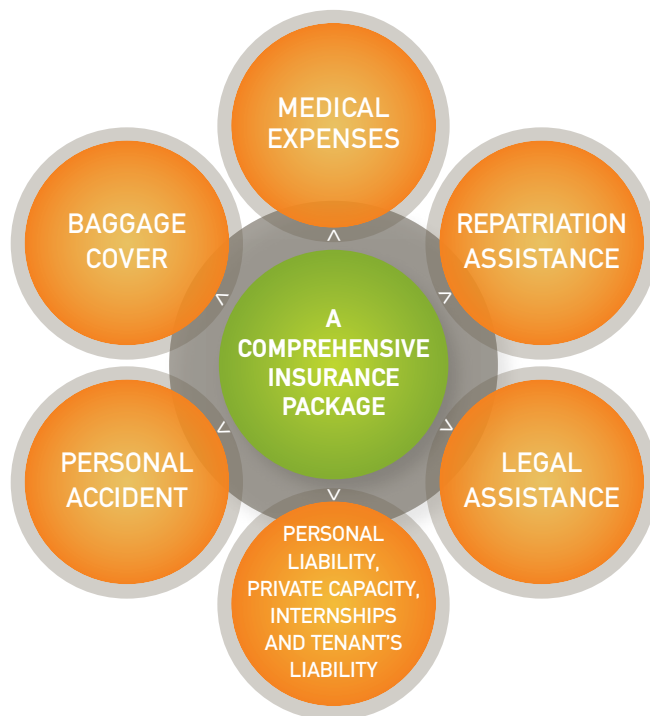 MEDICAL
EXPENSES
BAGGAGE
COVER
REPATRIATION
ASSISTANCE
A
COMPREHENSIVE
INSURANCE
PACKAGE
PERSONAL
ACCIDENT
LEGAL
ASSISTANCE
PERSONAL
LIABILITY,
PRIVATE CAPACITY,
INTERNSHIPS
AND TENANT'S
LIABILITY